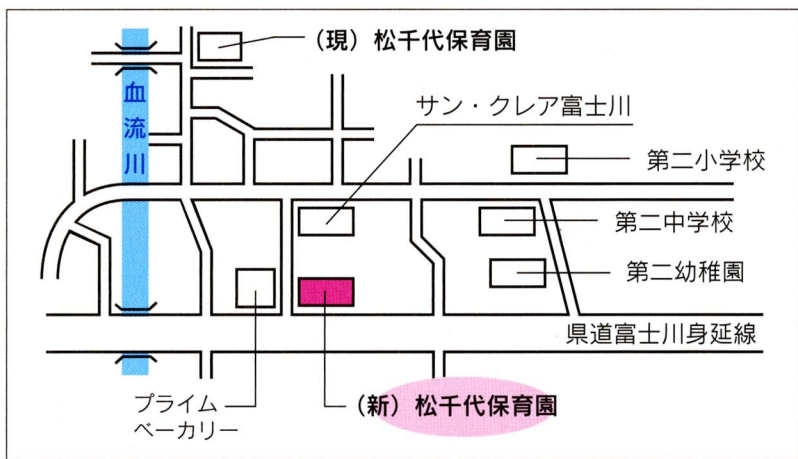 （現）松千代保育園
血流川
サン・クレア富士川
第二小学校
第二中学校
第二幼稚園
県道富士川身延線
プライム
ベーカリー
（新）松千代保育園